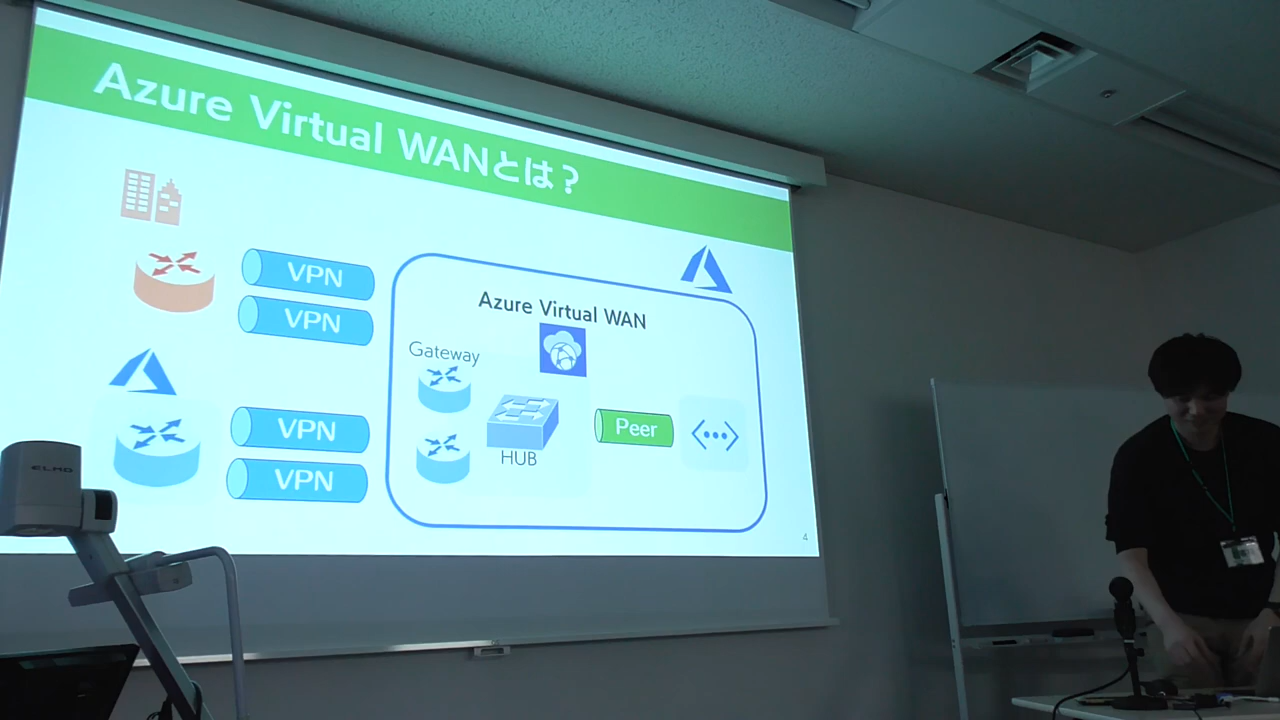 Azure Virtual WANとは？
VPN
VPN
Azure Virtual WAN
Gateway
VPN
VPN
HUB
Peer
4
ELMO